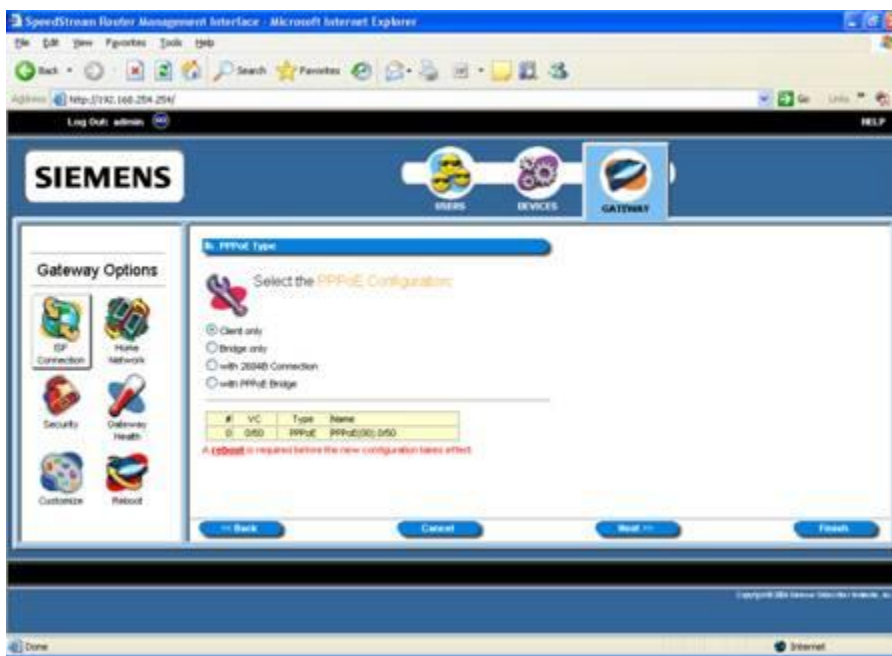 SpeedStream Router Management Interface - Microsoft Internet Explorer
File Edit View Favorites Tools Help
Back Search Favorites
Address http://192.168.254.254/ Go Links
Log Out: admin HELP
SIEMENS
USERS DEVICES GATEWAY
Gateway Options
ISP Connection
Home Network
Security
Gateway Health
Customize
Reboot
PPPoE Type
Select the PPPoE Configuration:
Client only
Bridge only
with 2684B Connection
with PPPoE Bridge
# VC Type Name
0 0/50 PPPoE PPPoE(00).0/50
A reboot is required before the new configuration takes effect.
<< Back Cancel Next >> Finish
Copyright
Done Internet